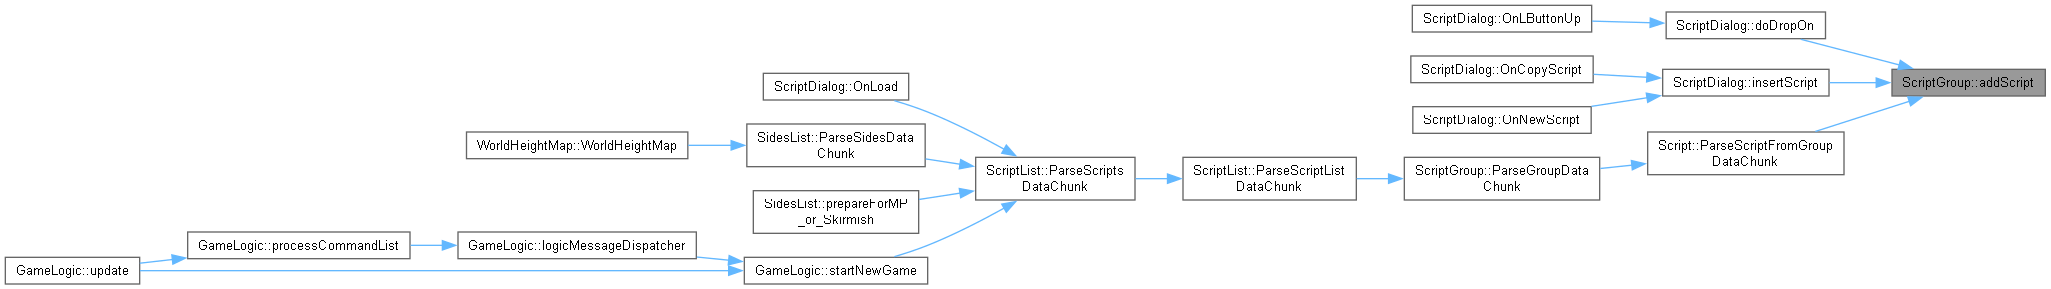 ScriptDialog::OnLButtonUp
ScriptDialog::doDropOn
ScriptDialog::OnCopyScript
ScriptDialog::insertScript
ScriptGroup::addScript
ScriptDialog::OnLoad
ScriptDialog::OnNewScript
WorldHeightMap::WorldHeightMap
SidesList::ParseSidesData
Chunk
Script::ParseScriptFromGroup
DataChunk
ScriptList::ParseScripts
DataChunk
ScriptList::ParseScriptList
DataChunk
ScriptGroup::ParseGroupData
Chunk
SidesList::prepareForMP
_or_Skirmish
GameLogic::processCommandList
GameLogic::logicMessageDispatcher
GameLogic::update
GameLogic::startNewGame